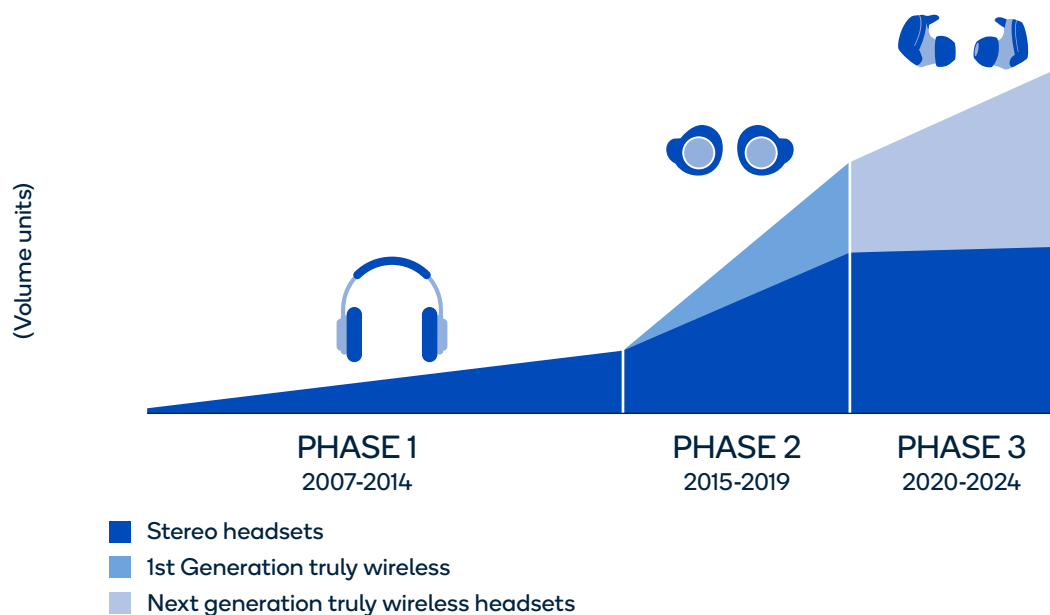 (Volume units)
PHASE 1
2007-2014
PHASE 2
2015-2019
PHASE 3
2020-2024
Stereo headsets
1st Generation truly wireless
Next generation truly wireless headsets